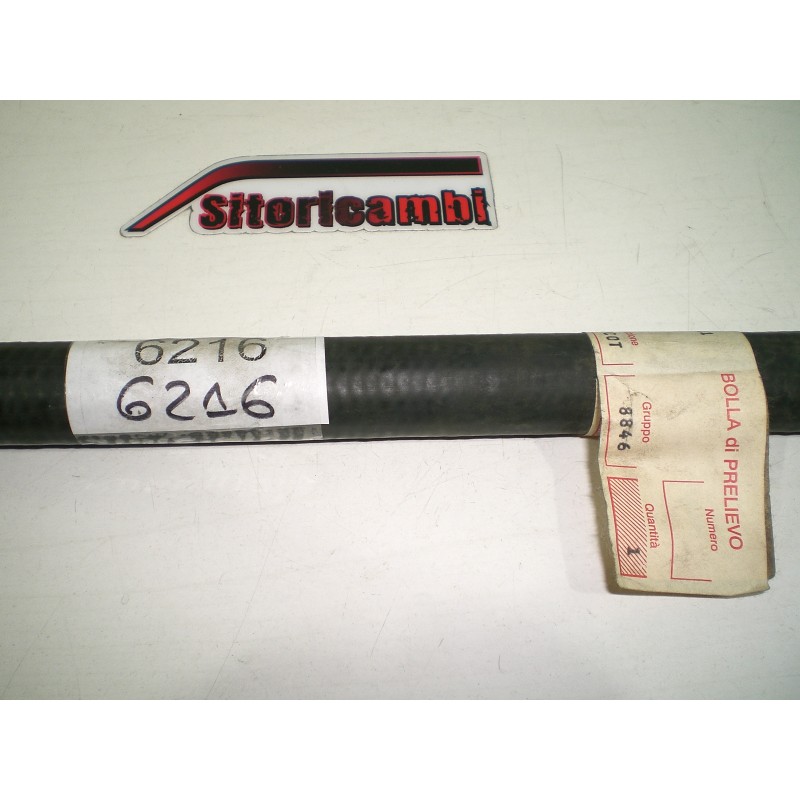 Sitoricambi
6216
6216
BOLLA di PRELIEVO
Numero
Gruppo
8846
Quantità
1